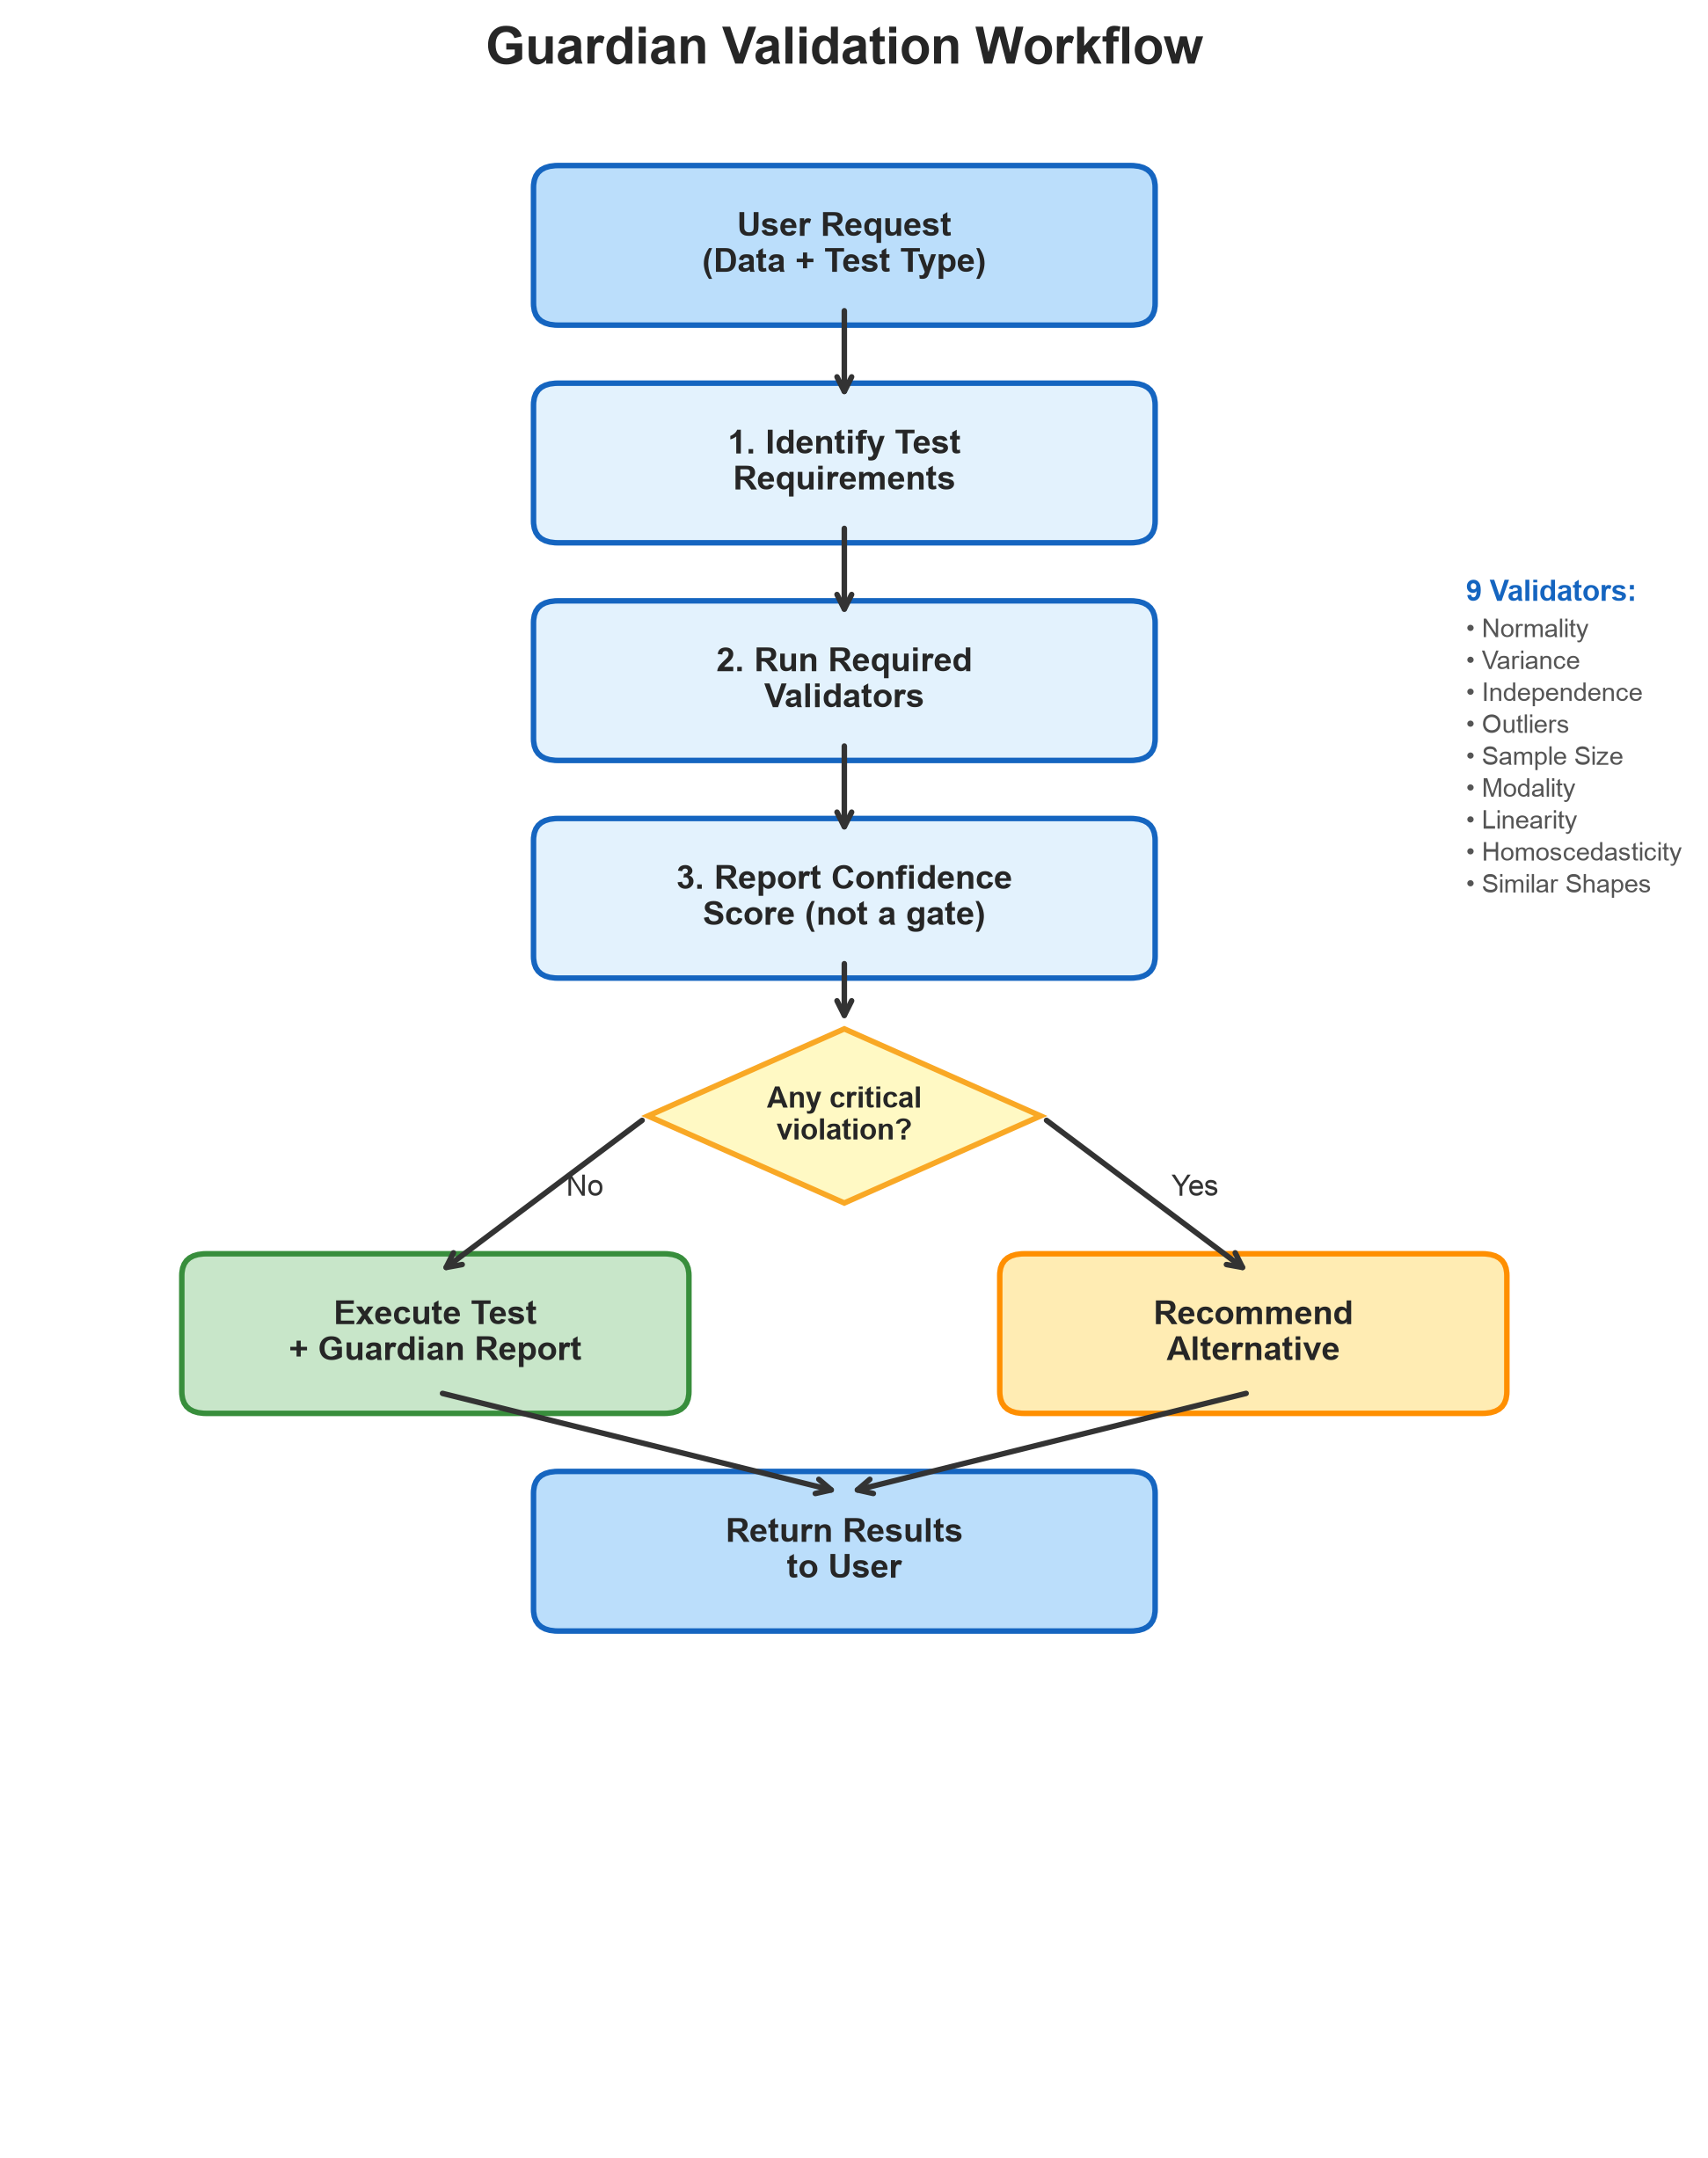 Guardian Validation Workflow
User Request
(Data + Test Type)
1. Identify Test
Requirements
2. Run Required
Validators
9 Validators:
• Normality
• Variance
• Independence
• Outliers
• Sample Size
• Modality
• Linearity
• Homoscedasticity
• Similar Shapes
3. Report Confidence
Score (not a gate)
Any critical
violation?
No
Yes
Execute Test
+ Guardian Report
Recommend
Alternative
Return Results
to User